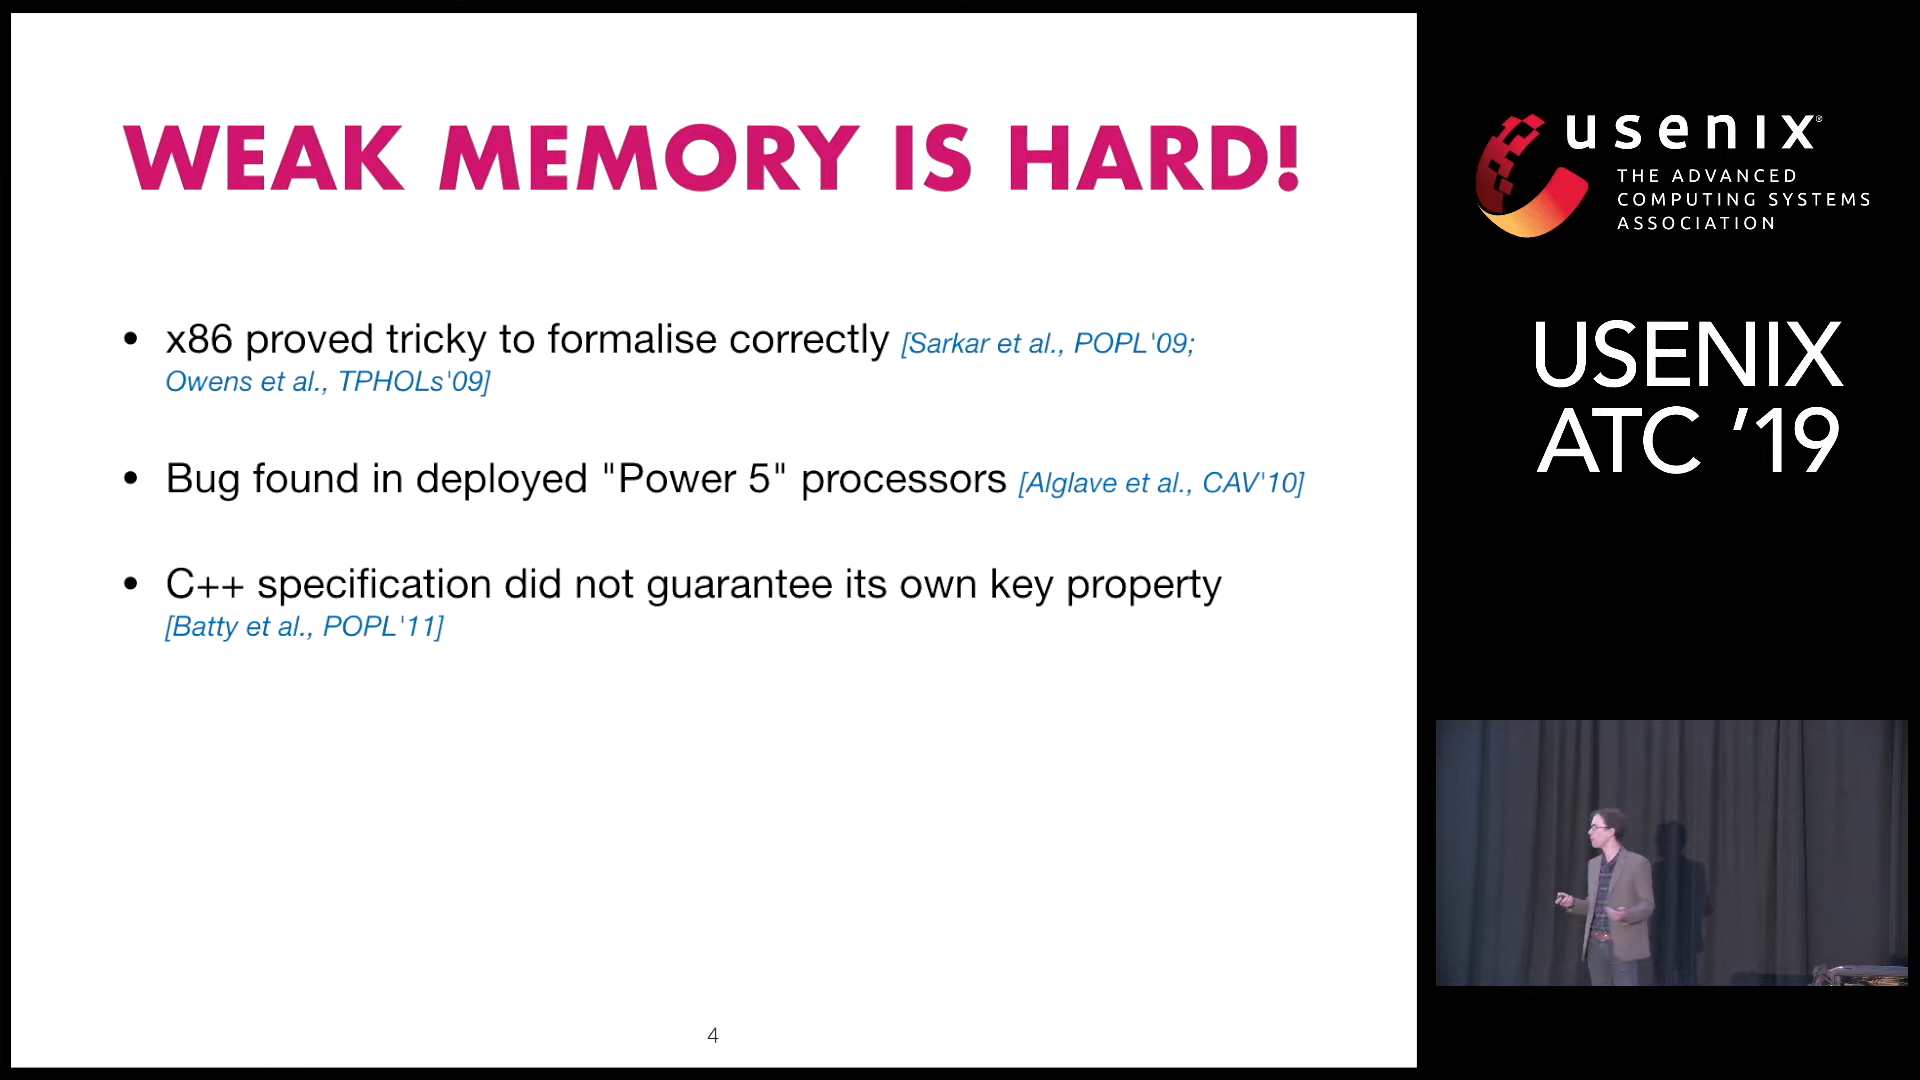 WEAK MEMORY IS HARD!
• x86 proved tricky to formalise correctly [Sarkar et al., POPL'09;
Owens et al., TPHOLs'09]
• Bug found in deployed "Power 5" processors [Alglave et al., CAV'10]
• C++ specification did not guarantee its own key property
[Batty et al., POPL'11]
4
usenix®
THE ADVANCED
COMPUTING SYSTEMS
ASSOCIATION
USENIX
ATC '19